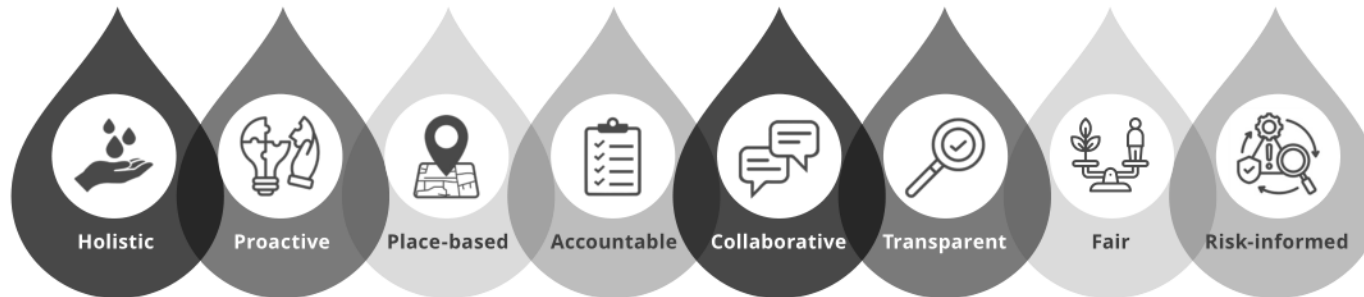 Holistic
Proactive
Place-based
Accountable
Collaborative
Transparent
Fair
Risk-informed